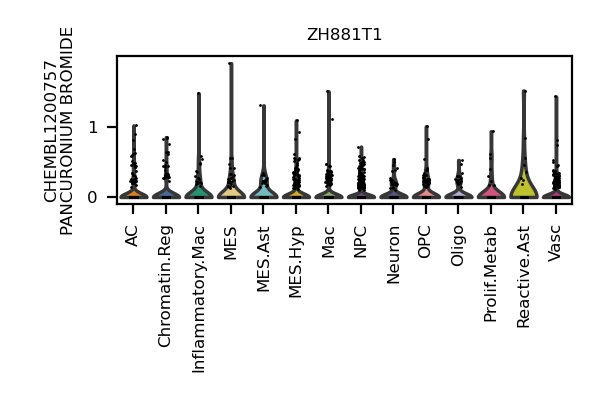 ZH881T1
CHEMBL1200757
PANCURONIUM BROMIDE
1
0
AC
Chromatin.Reg
Inflammatory.Mac
MES
MES.Ast
MES.Hyp
Mac
NPC
Neuron
OPC
Oligo
Prolif.Metab
Reactive.Ast
Vasc